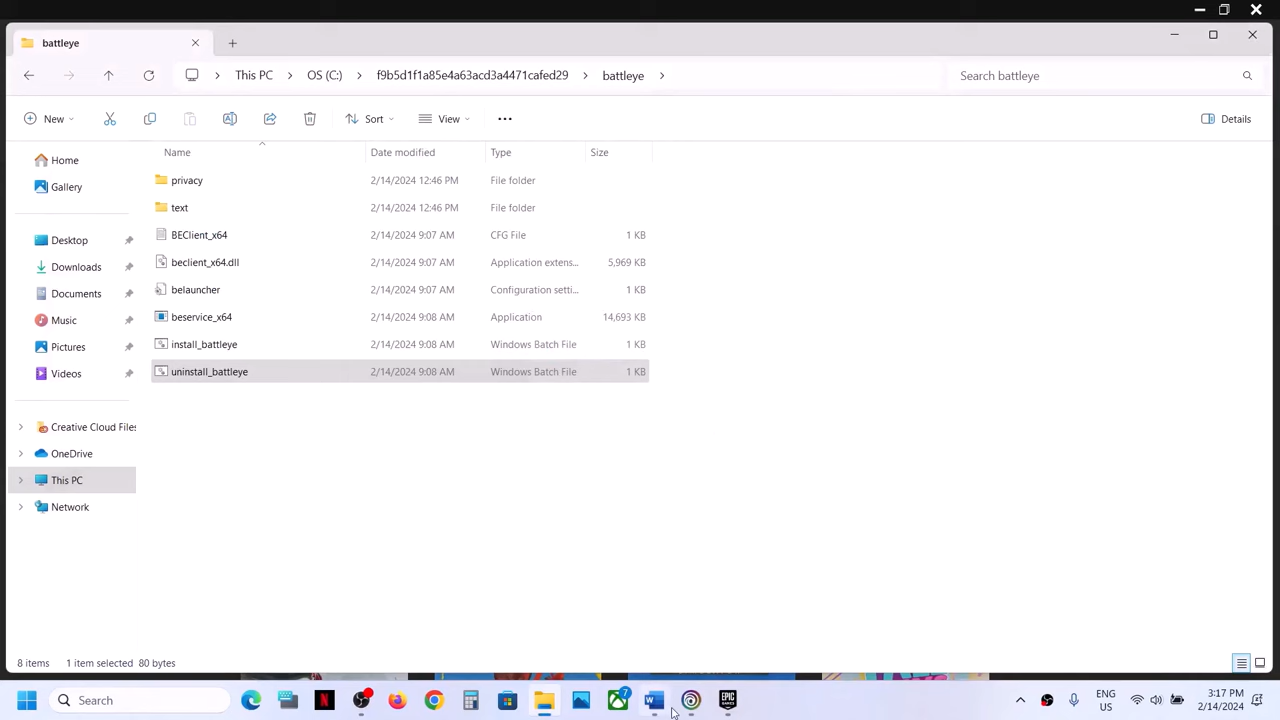 battleye
This PC
OS (C:)
f9b5d1f1a85e4a63acd3a4471cafed29
battleye
Search battleye
New
Sort
View
Details
Name
Date modified
Type
Size
Home
Gallery
Desktop
Downloads
Documents
Music
Pictures
Videos
Creative Cloud Files
OneDrive
This PC
Network
privacy 2/14/2024 12:46 PM File folder
text 2/14/2024 12:46 PM File folder
BEClient_x64 2/14/2024 9:07 AM CFG File 1 KB
beclient_x64.dll 2/14/2024 9:07 AM Application extens... 5,969 KB
belauncher 2/14/2024 9:07 AM Configuration setti... 1 KB
beservice_x64 2/14/2024 9:08 AM Application 14,693 KB
install_battleye 2/14/2024 9:08 AM Windows Batch File 1 KB
uninstall_battleye 2/14/2024 9:08 AM Windows Batch File 1 KB
8 items 1 item selected 80 bytes
Search
N
7
W
EPIC
GAMES
ENG
US
3:17 PM
2/14/2024